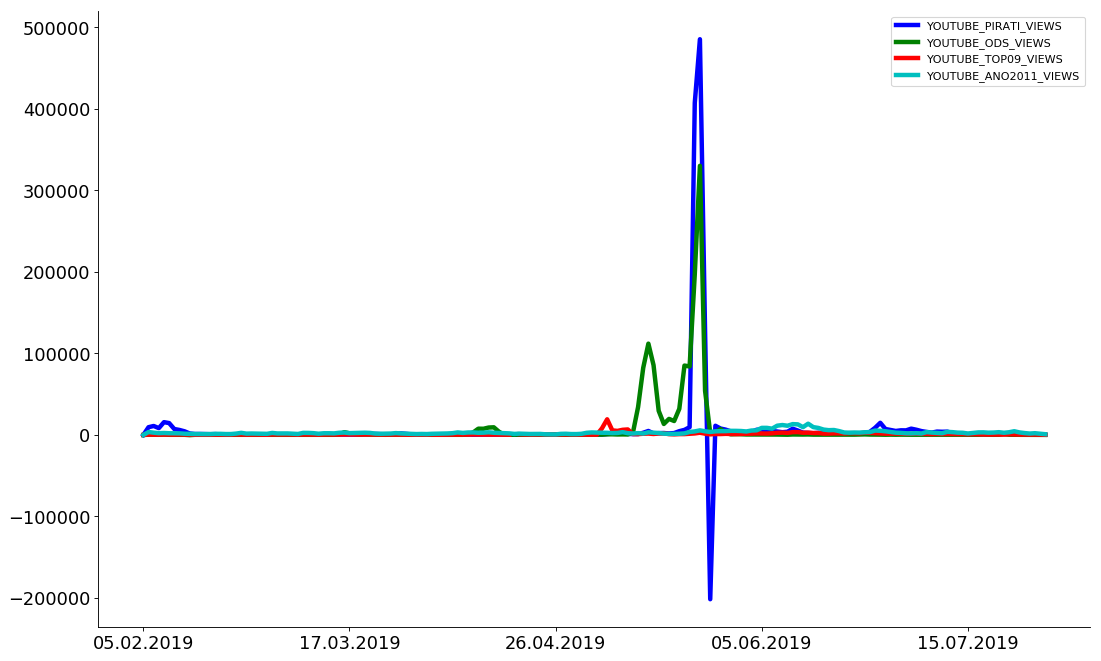 500000
400000
300000
200000
100000
0
−100000
−200000
05.02.2019 17.03.2019 26.04.2019 05.06.2019 15.07.2019
YOUTUBE_PIRATI_VIEWS
YOUTUBE_ODS_VIEWS
YOUTUBE_TOP09_VIEWS
YOUTUBE_ANO2011_VIEWS